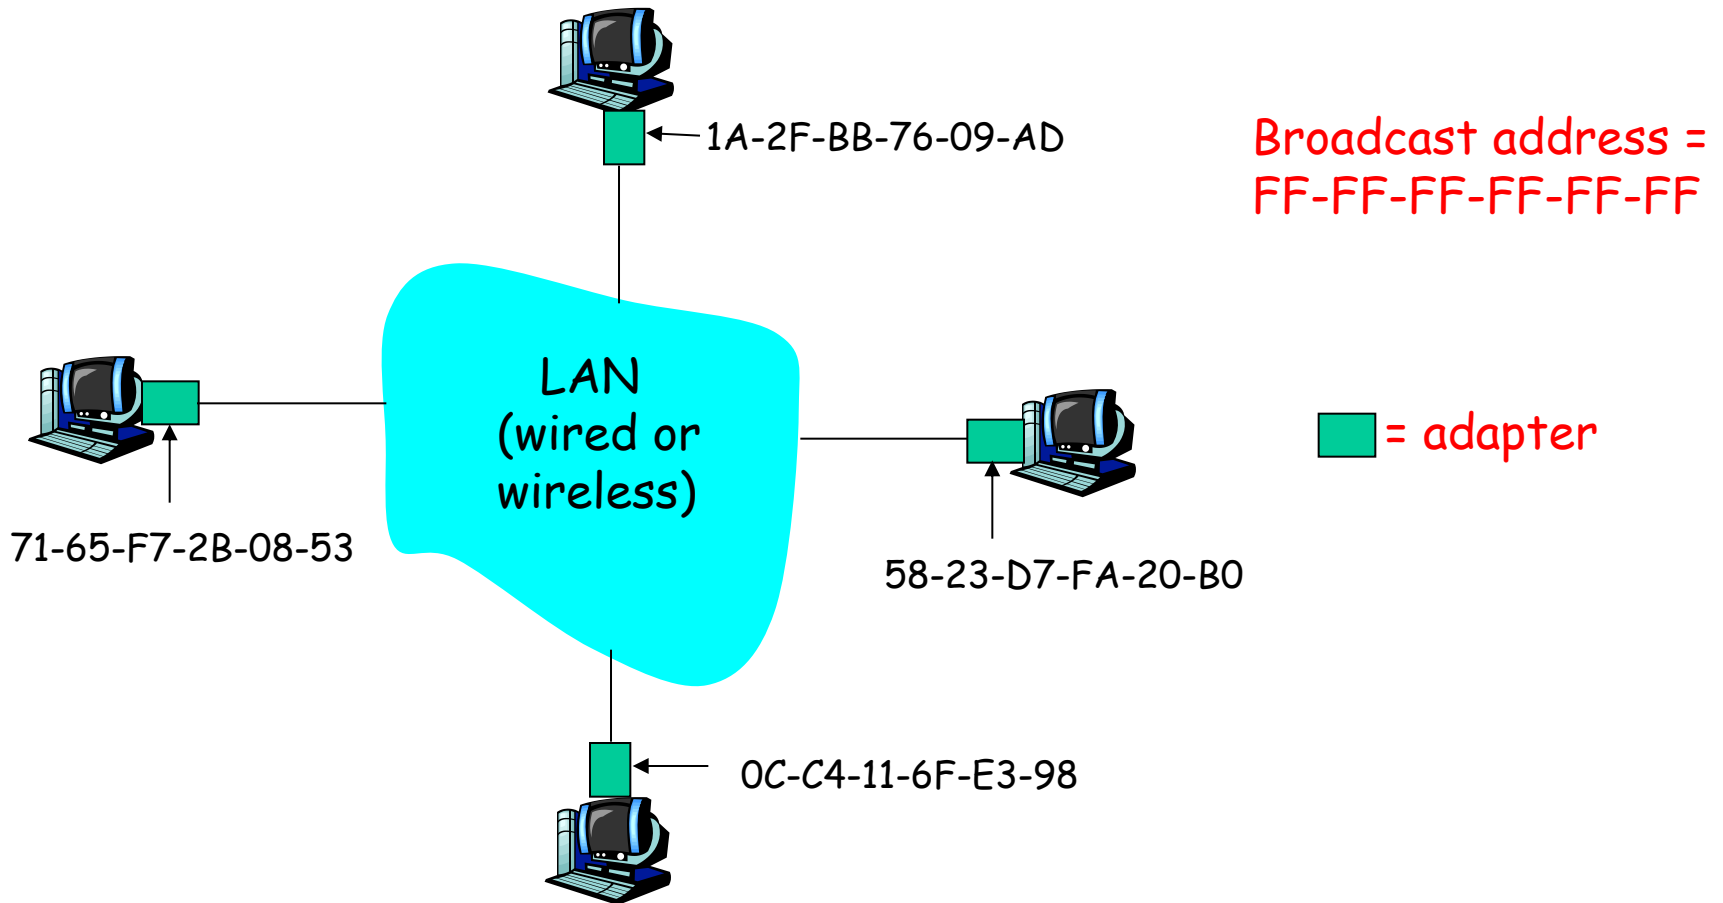 1A-2F-BB-76-09-AD
Broadcast address =
FF-FF-FF-FF-FF-FF
LAN
(wired or
wireless)
= adapter
71-65-F7-2B-08-53
58-23-D7-FA-20-B0
0C-C4-11-6F-E3-98